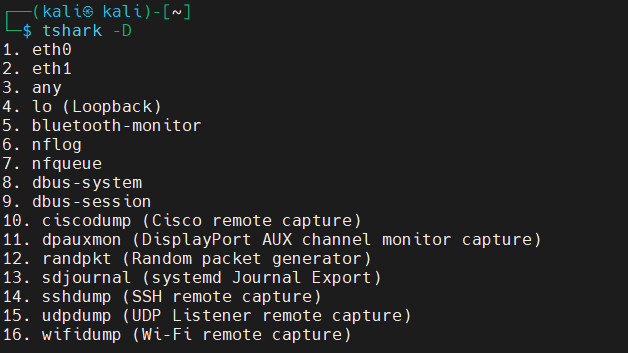 ┌──(kali㉿ kali)-[~]
└─$ tshark -D
1. eth0
2. eth1
3. any
4. lo (Loopback)
5. bluetooth-monitor
6. nflog
7. nfqueue
8. dbus-system
9. dbus-session
10. ciscodump (Cisco remote capture)
11. dpauxmon (DisplayPort AUX channel monitor capture)
12. randpkt (Random packet generator)
13. sdjournal (systemd Journal Export)
14. sshdump (SSH remote capture)
15. udpdump (UDP Listener remote capture)
16. wifidump (Wi-Fi remote capture)